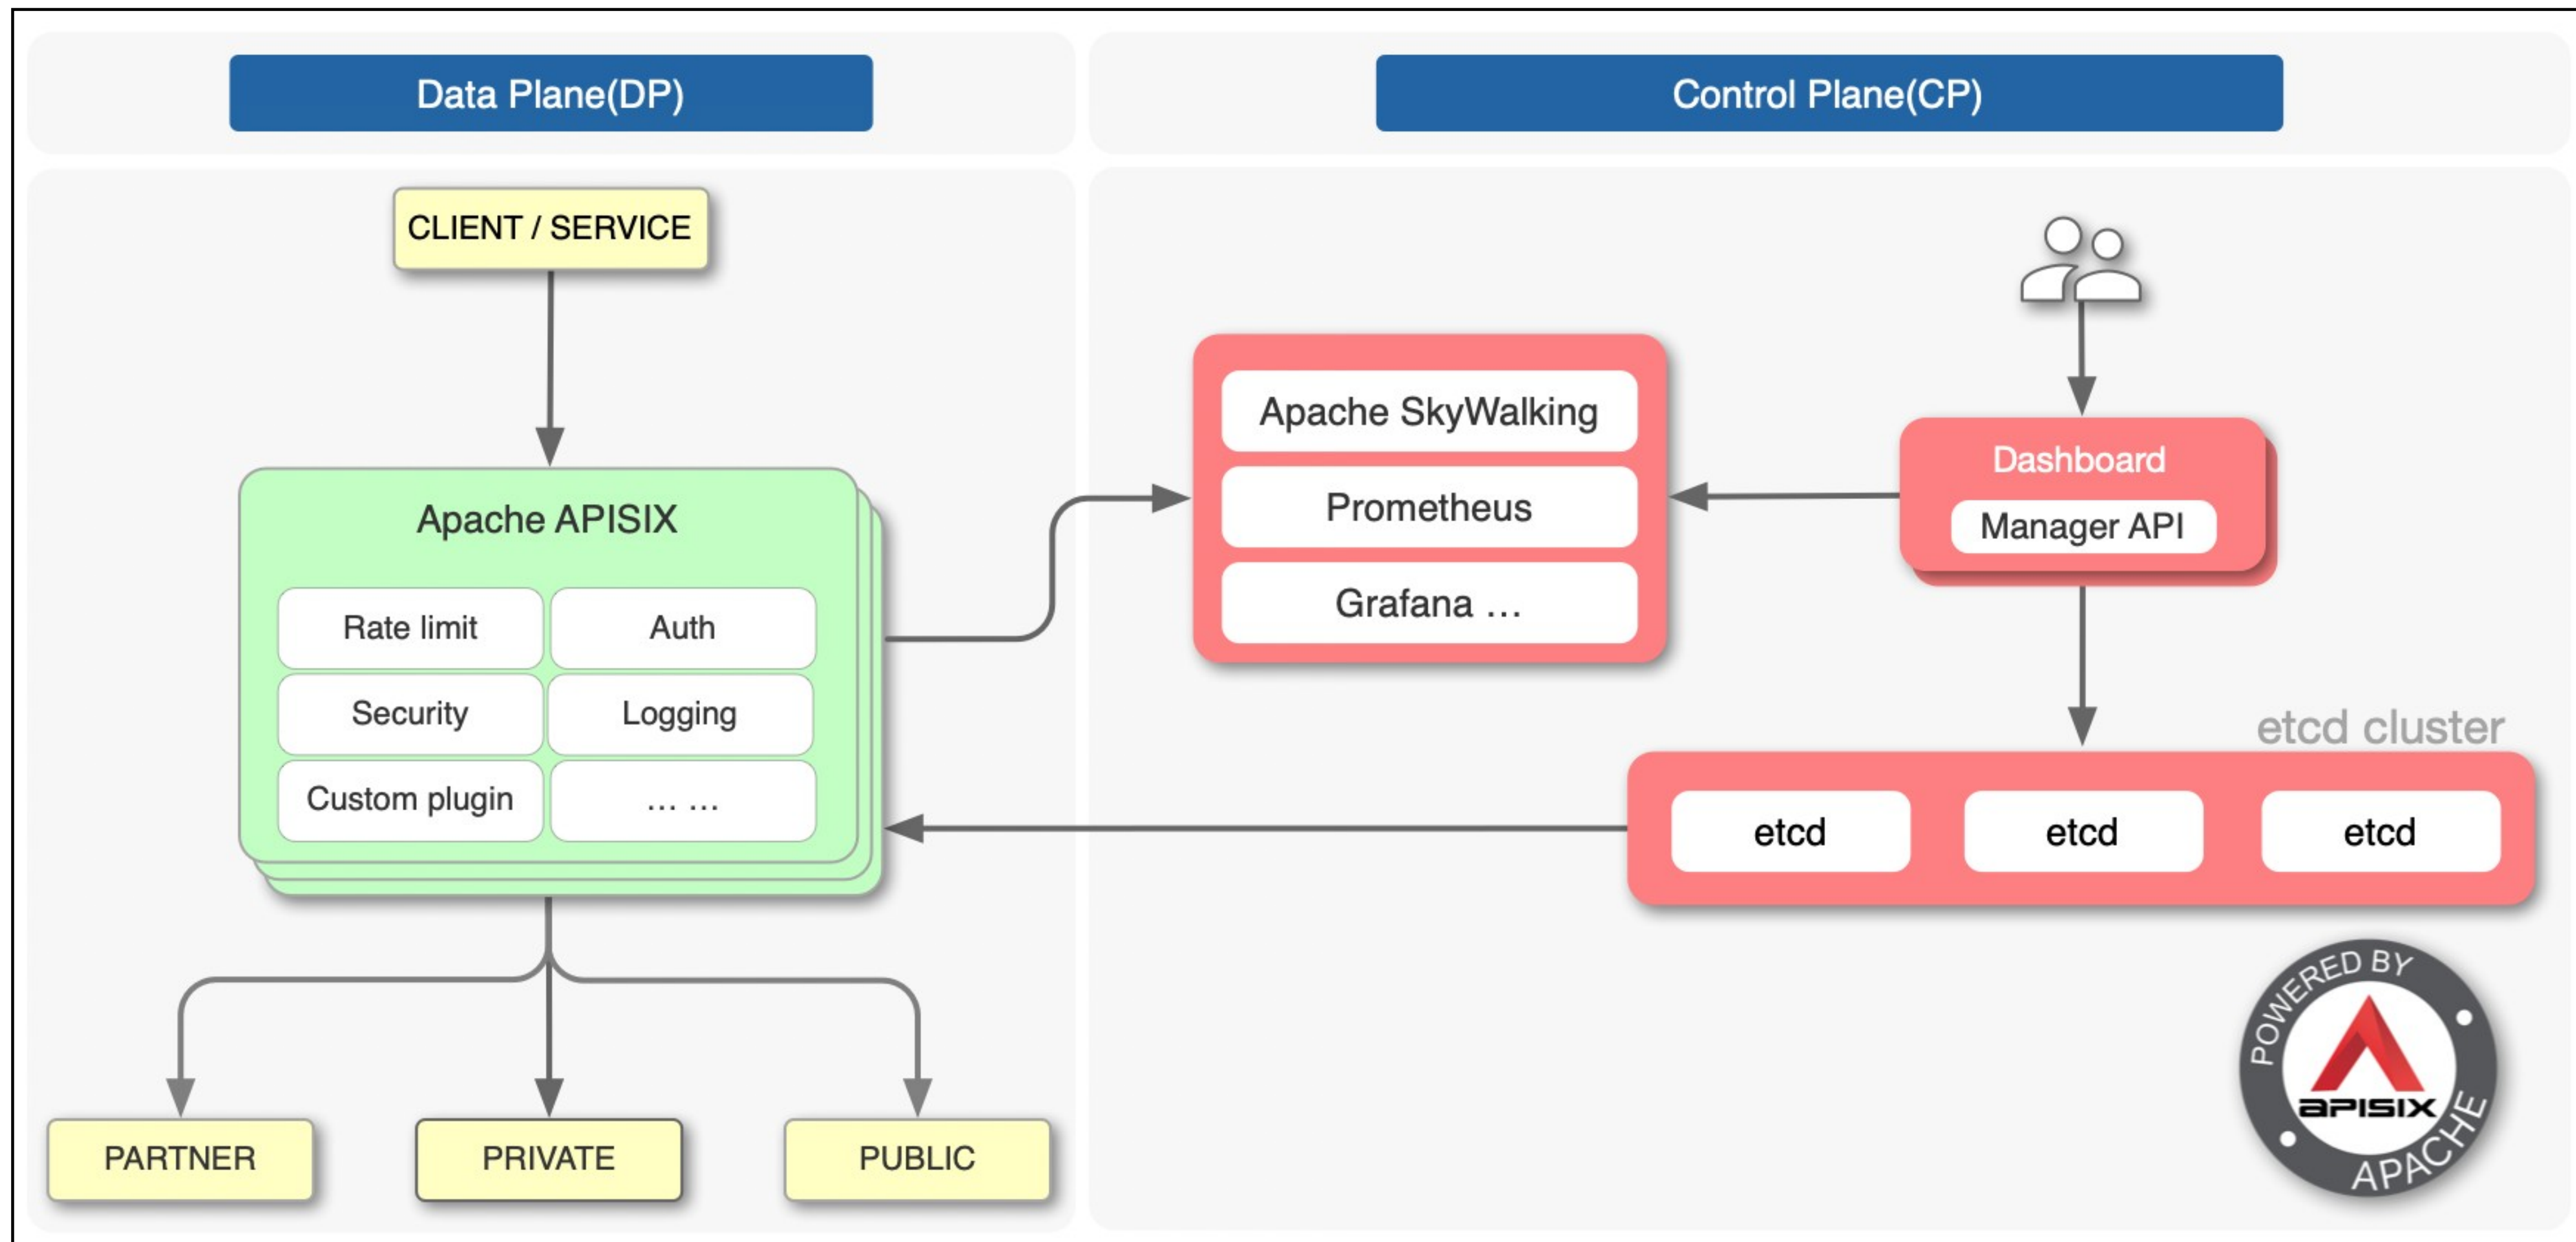 Data Plane(DP)
Control Plane(CP)
CLIENT / SERVICE
Apache APISIX
Rate limit
Auth
Security
Logging
Custom plugin
... ...
PARTNER
PRIVATE
PUBLIC
Apache SkyWalking
Prometheus
Grafana ...
Dashboard
Manager API
etcd cluster
etcd
etcd
etcd
POWERED BY
APISIX
APACHE